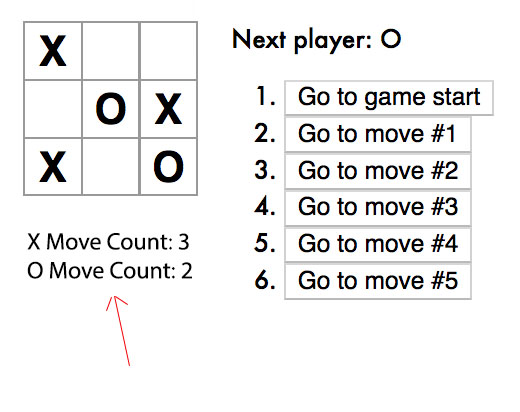 X
O X
X O
X Move Count: 3
O Move Count: 2
Next player: O
1. Go to game start
2. Go to move #1
3. Go to move #2
4. Go to move #3
5. Go to move #4
6. Go to move #5